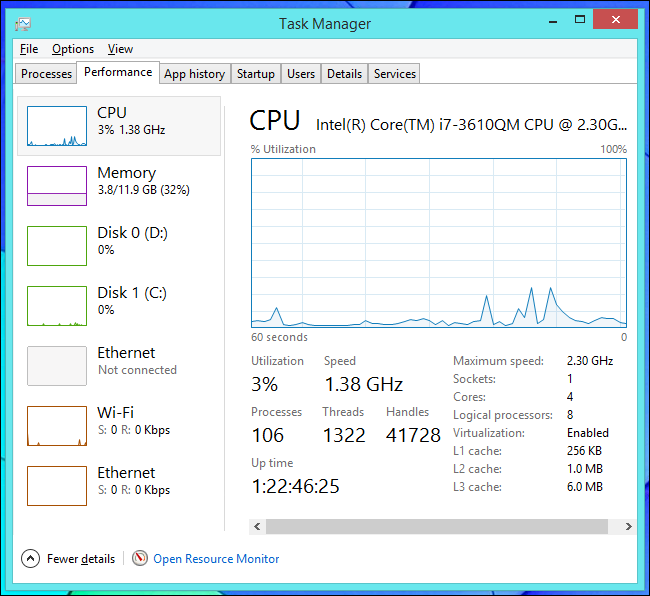 Task Manager
File Options View
Processes Performance App history Startup Users Details Services
CPU
3% 1.38 GHz
Memory
3.8/11.9 GB (32%)
Disk 0 (D:)
0%
Disk 1 (C:)
0%
Ethernet
Not connected
Wi-Fi
S: 0 R: 0 Kbps
Ethernet
S: 0 R: 0 Kbps
CPU Intel(R) Core(TM) i7-3610QM CPU @ 2.30G...
% Utilization 100%
60 seconds 0
Utilization Speed
3% 1.38 GHz
Processes Threads Handles
106 1322 41728
Up time
1:22:46:25
Maximum speed: 2.30 GHz
Sockets: 1
Cores: 4
Logical processors: 8
Virtualization: Enabled
L1 cache: 256 KB
L2 cache: 1.0 MB
L3 cache: 6.0 MB
Fewer details Open Resource Monitor